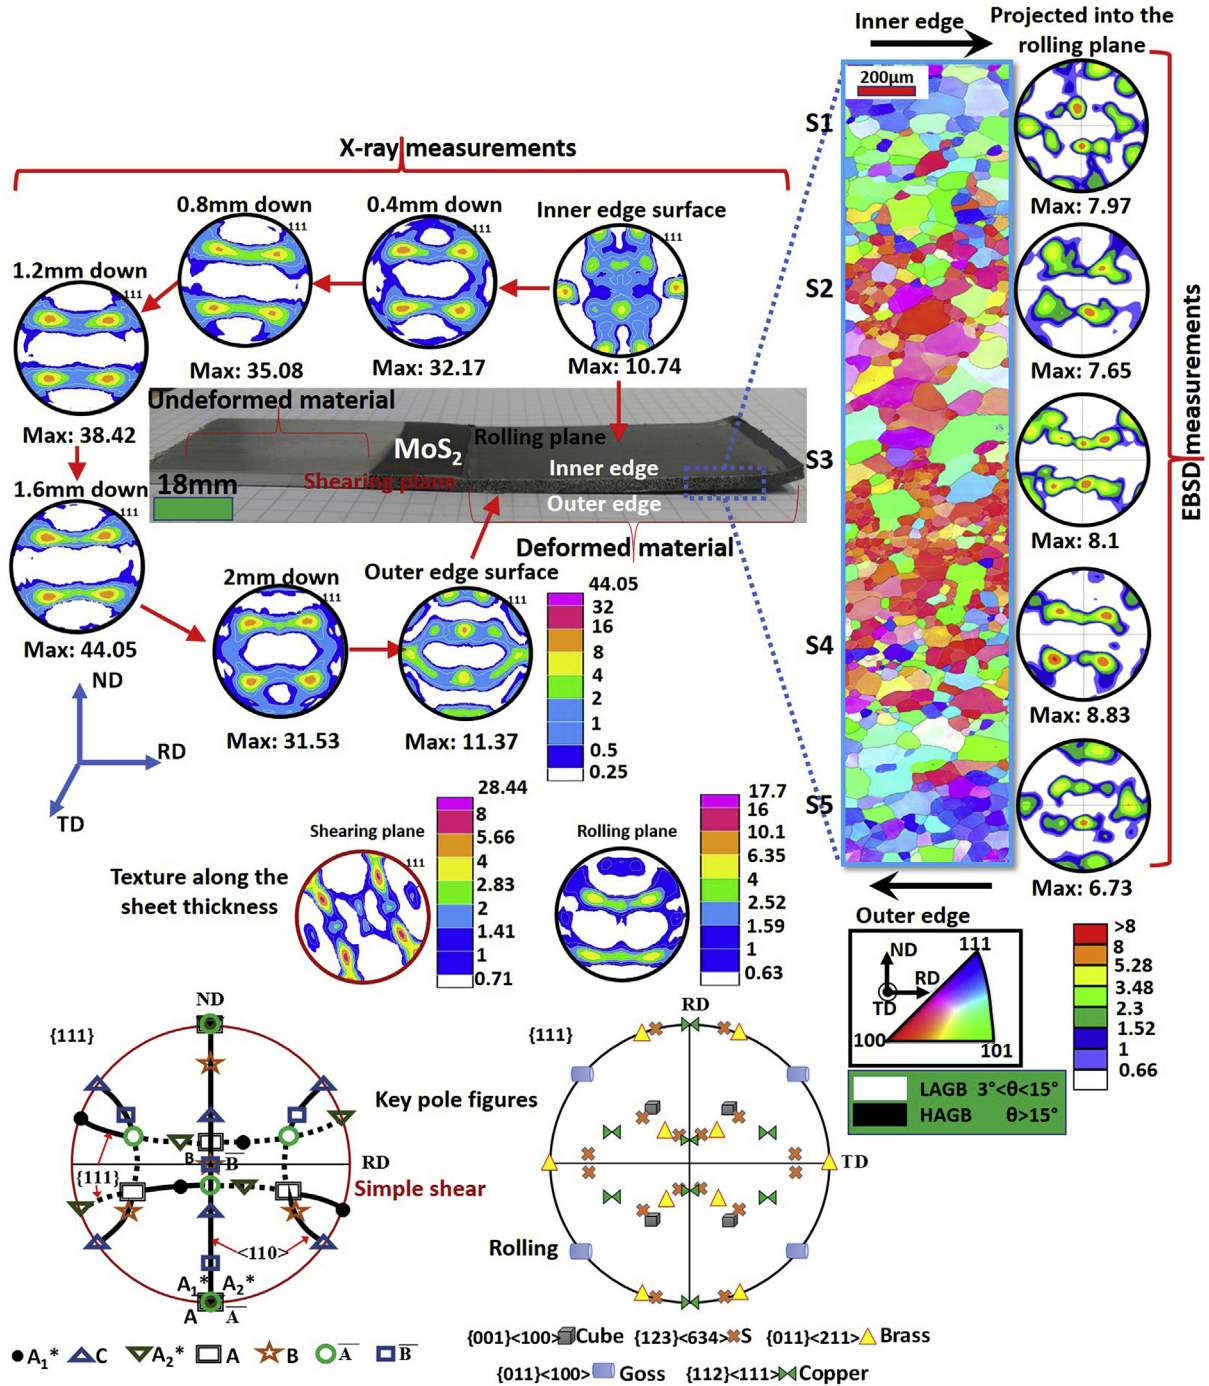 Inner edge
Projected into the
rolling plane
200μm
S1
Max: 7.97
X-ray measurements
0.8mm down
0.4mm down
Inner edge surface
111
111
111
1.2mm down
111
S2
Max: 35.08
Max: 32.17
Max: 10.74
Max: 7.65
EBSD measurements
Undeformed material
Max: 38.42
MoS2
Rolling plane
S3
Inner edge
1.6mm down
111
18mm
Shearing plane
Outer edge
Max: 8.1
Deformed material
2mm down
111
Outer edge surface
111
44.05
32
16
8
4
2
1
0.5
0.25
Max: 44.05
S4
Max: 8.83
ND
RD
TD
Max: 31.53
Max: 11.37
S5
Max: 6.73
28.44
8
5.66
4
2.83
2
1.41
1
0.71
Shearing plane
111
Texture along the
sheet thickness
Rolling plane
17.7
16
10.1
6.35
4
2.52
1.59
1
0.63
Outer edge
ND
RD
TD
111
100
101
>8
8
5.28
3.48
2.3
1.52
1
0.66
LAGB 3°<θ<15°
HAGB θ>15°
ND
{111}
RD
B
B̅
{111}
<110>
A1*
A2*
A
A̅
Simple shear
Key pole figures
RD
{111}
TD
Rolling
A1*
C
A2*
A
B
A̅
B̅
{001}<100> Cube {123}<634> S {011}<211> Brass
{011}<100> Goss {112}<111> Copper